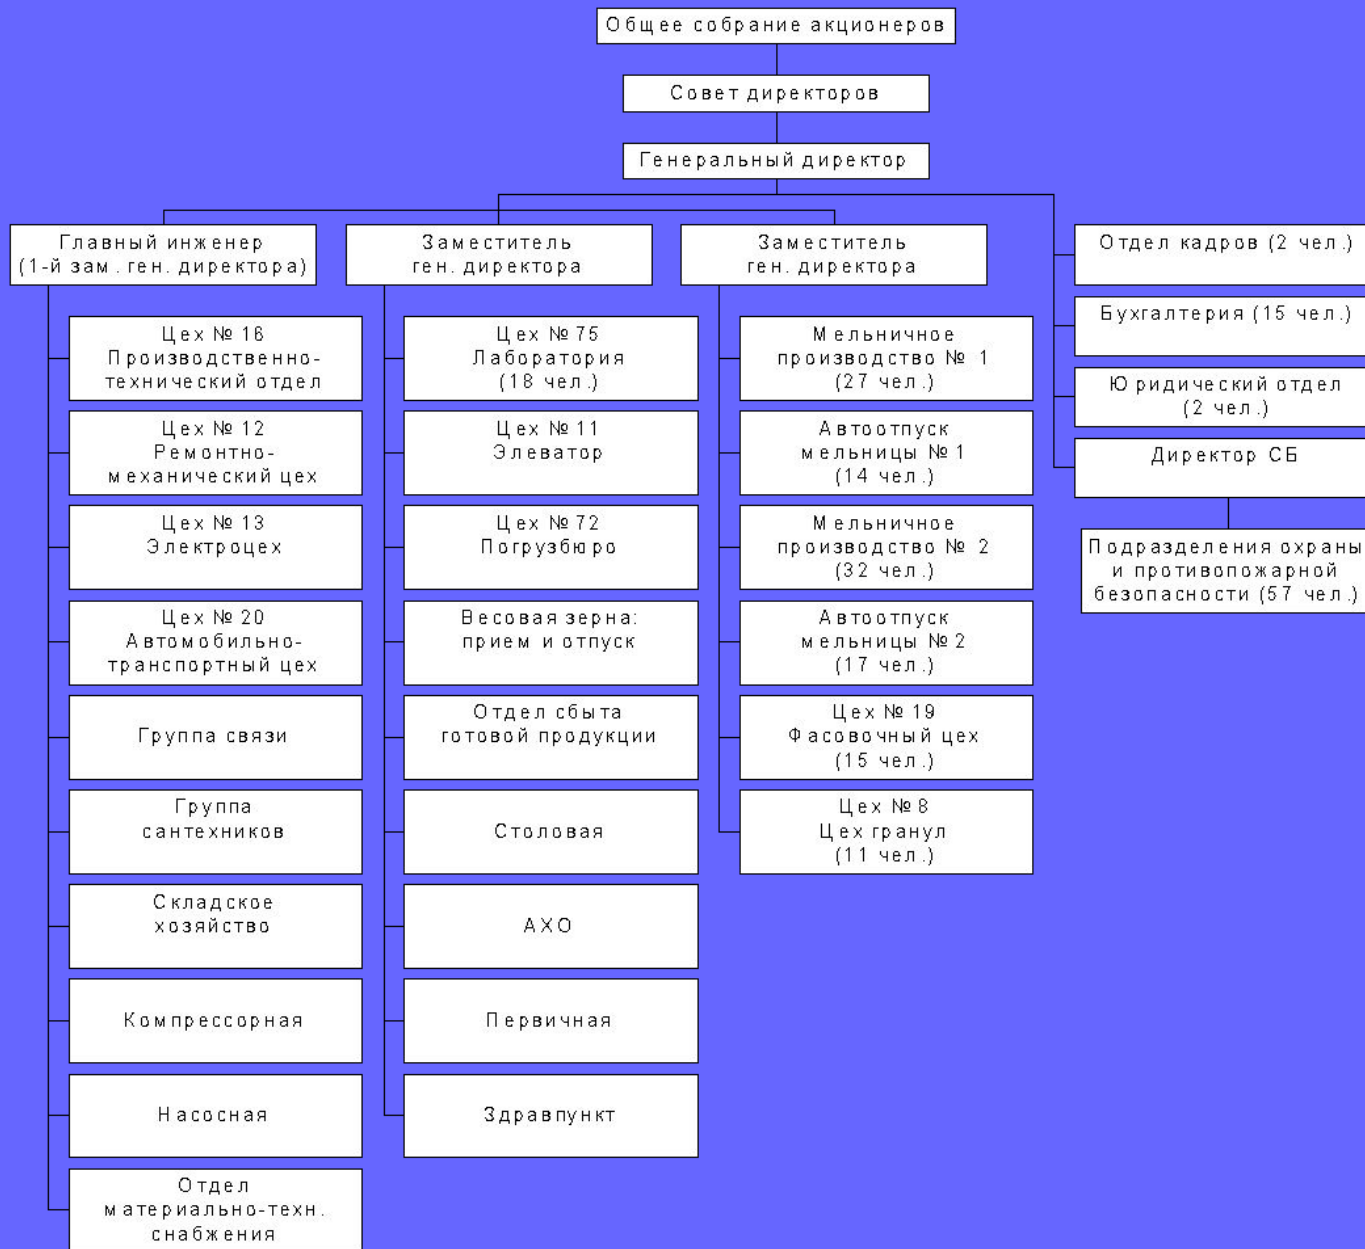 Общее собрание акционеров
Совет директоров
Генеральный директор
Главный инженер
(1-й зам. ген. директора)
Цех № 16
Производственно-
технический отдел
Цех № 12
Ремонтно-
механический цех
Цех № 13
Электроцех
Цех № 20
Автомобильно-
транспортный цех
Группа связи
Группа
сантехников
Складское
хозяйство
Компрессорная
Насосная
Отдел
материально-техн.
снабжения
Заместитель
ген. директора
Цех № 75
Лаборатория
(18 чел.)
Цех № 11
Элеватор
Цех № 72
Погрузбюро
Весовая зерна:
прием и отпуск
Отдел сбыта
готовой продукции
Столовая
АХО
Первичная
Здравпункт
Заместитель
ген. директора
Мельничное
производство № 1
(27 чел.)
Автоотпуск
мельницы № 1
(14 чел.)
Мельничное
производство № 2
(32 чел.)
Автоотпуск
мельницы № 2
(17 чел.)
Цех № 19
Фасовочный цех
(15 чел.)
Цех № 8
Цех гранул
(11 чел.)
Отдел кадров (2 чел.)
Бухгалтерия (15 чел.)
Юридический отдел
(2 чел.)
Директор СБ
Подразделения охраны
и противопожарной
безопасности (57 чел.)